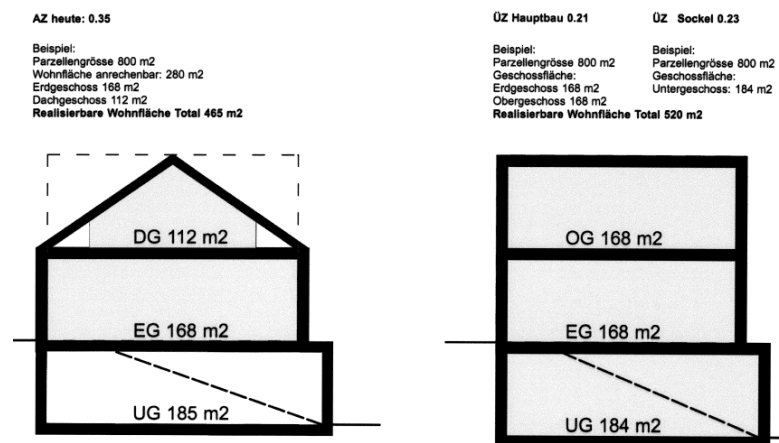 AZ heute: 0.35
Beispiel:
Parzellengrösse 800 m2
Wohnfläche anrechenbar: 280 m2
Erdgeschoss 168 m2
Dachgeschoss 112 m2
Realisierbare Wohnfläche Total 465 m2
DG 112 m2
EG 168 m2
UG 185 m2
ÜZ Hauptbau 0.21
Beispiel:
Parzellengrösse 800 m2
Geschossfläche:
Erdgeschoss 168 m2
Obergeschoss 168 m2
Realisierbare Wohnfläche Total 520 m2
ÜZ Sockel 0.23
Beispiel:
Parzellengrösse 800 m2
Geschossfläche:
Untergeschoss: 184 m2
OG 168 m2
EG 168 m2
UG 184 m2